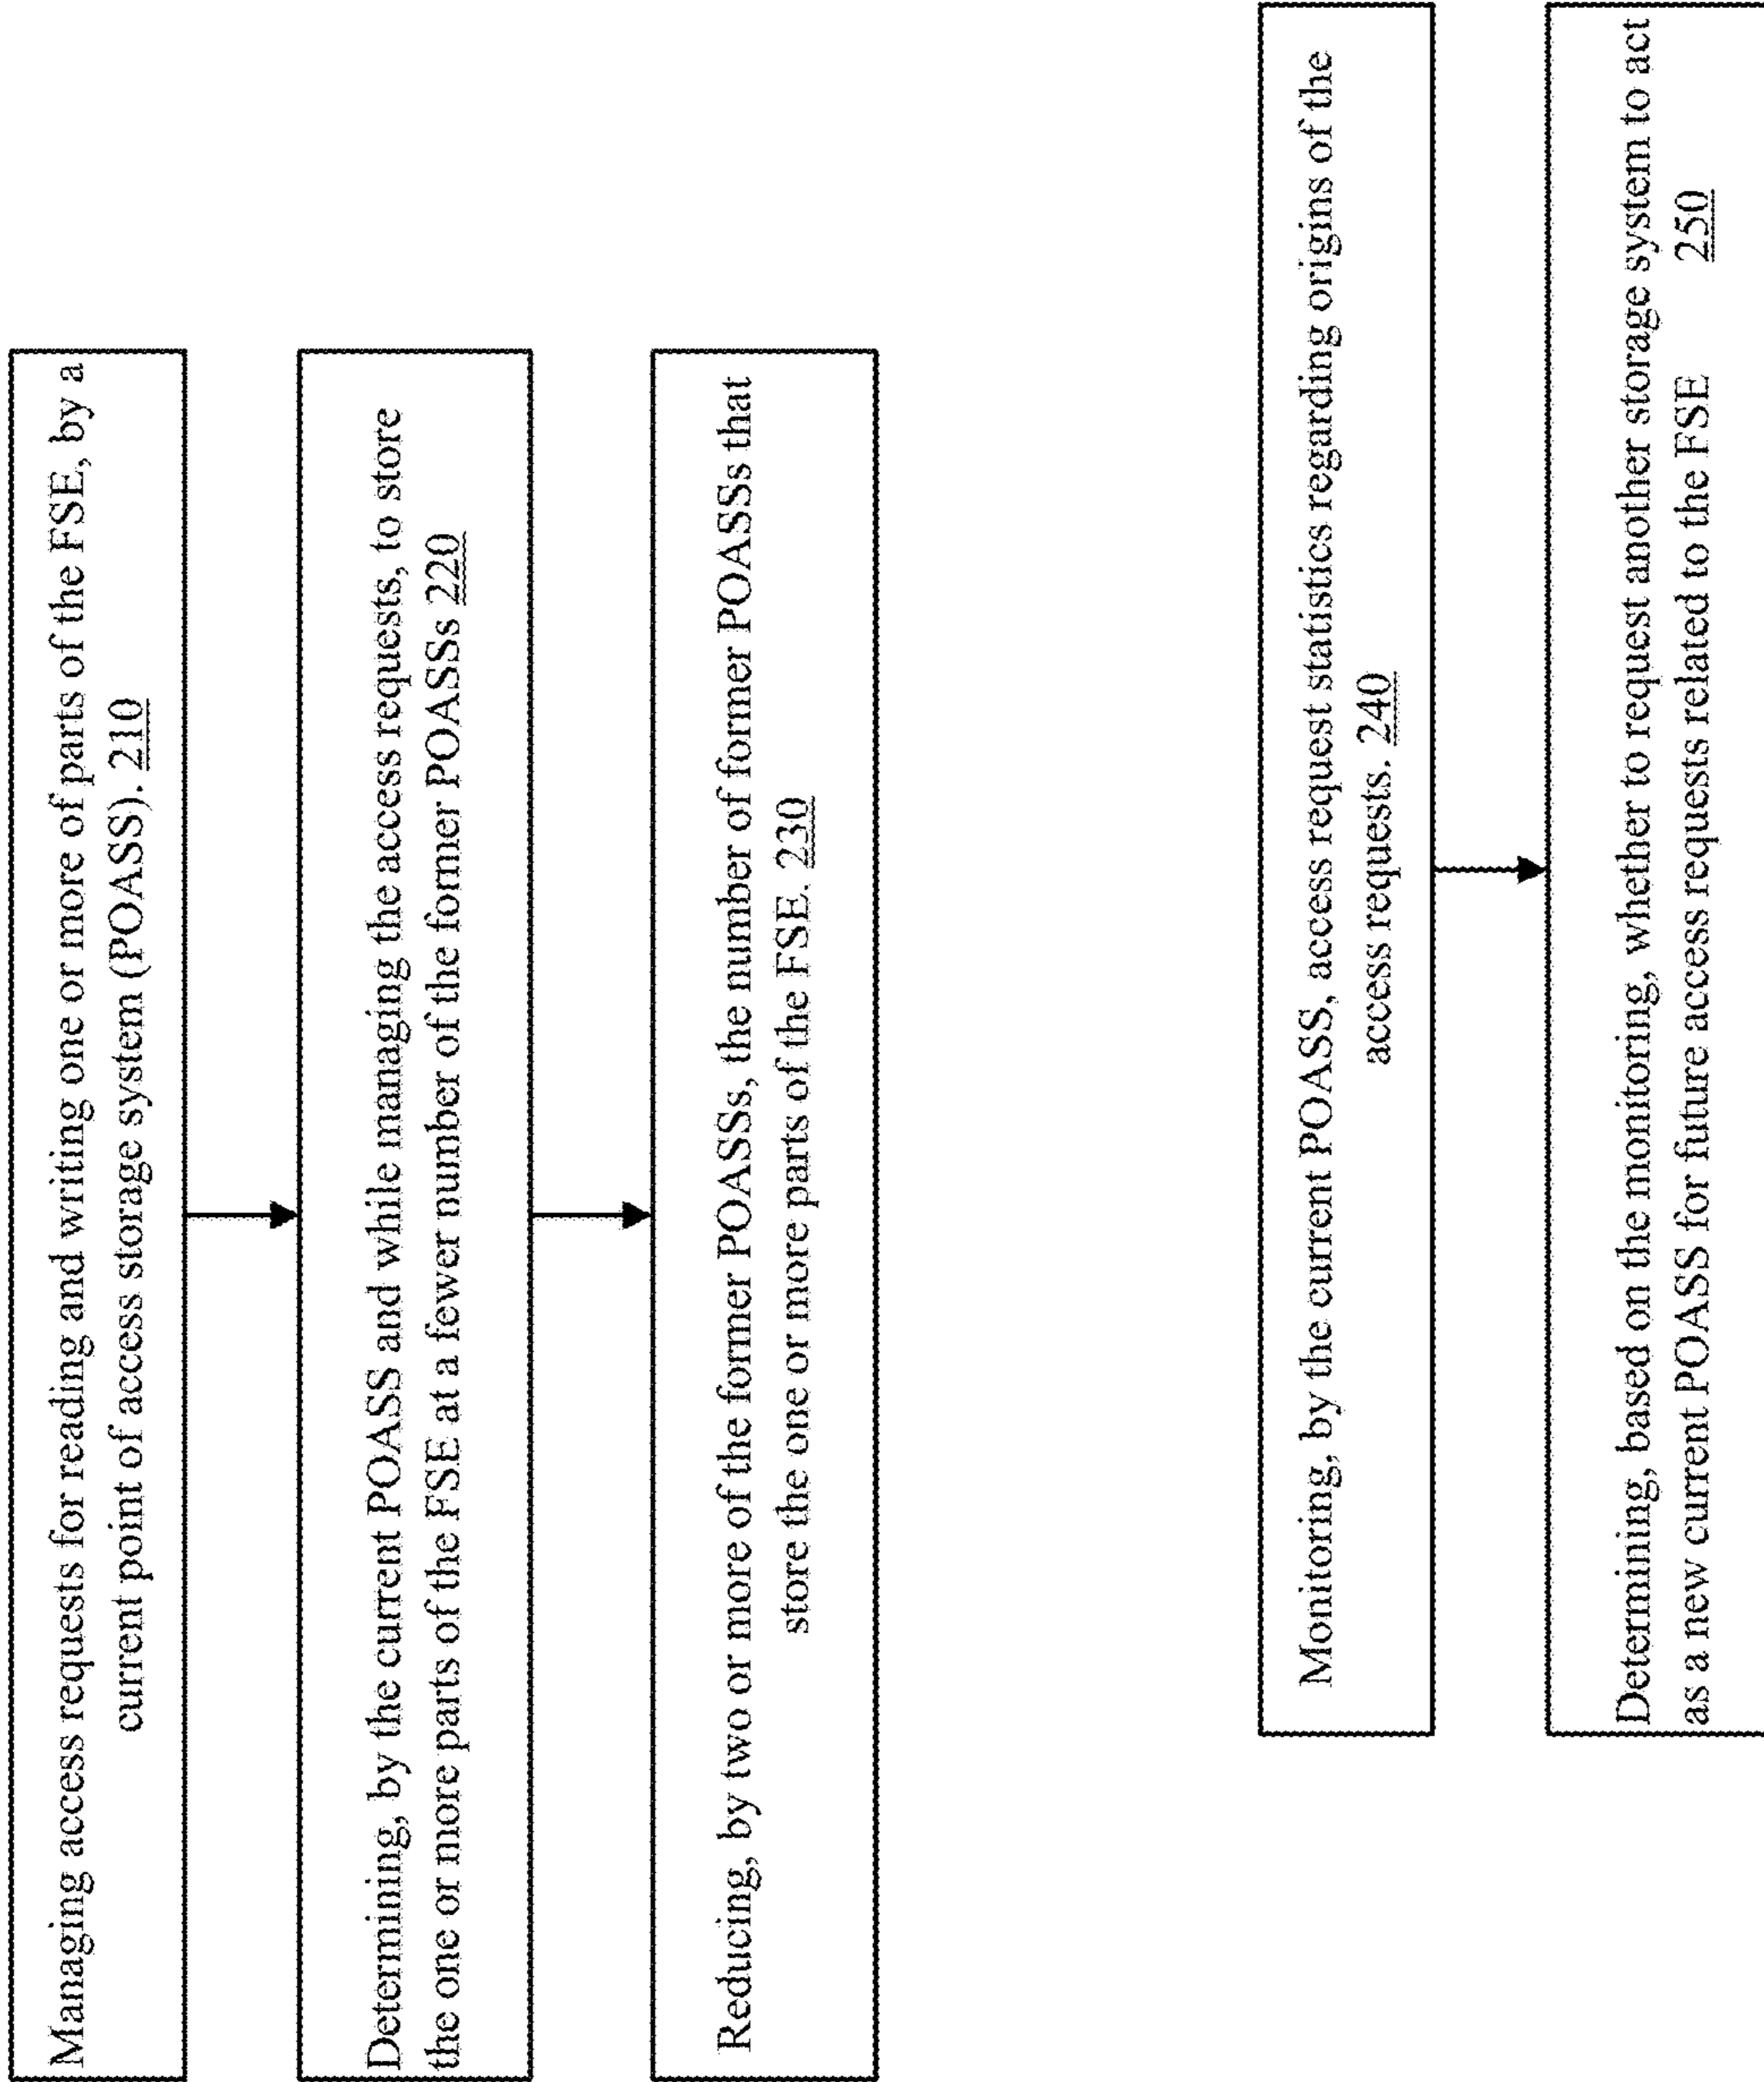 Managing access requests for reading and writing one or more of parts of the FSE, by a
current point of access storage system (POASS). 210
Determining, by the current POASS and while managing the access requests, to store
the one or more parts of the FSE at a fewer number of the former POASSs 220
Reducing, by two or more of the former POASSs, the number of former POASSs that
store the one or more parts of the FSE. 230
Monitoring, by the current POASS, access request statistics regarding origins of the
access requests. 240
Determining, based on the monitoring, whether to request another storage system to act
as a new current POASS for future access requests related to the FSE 250